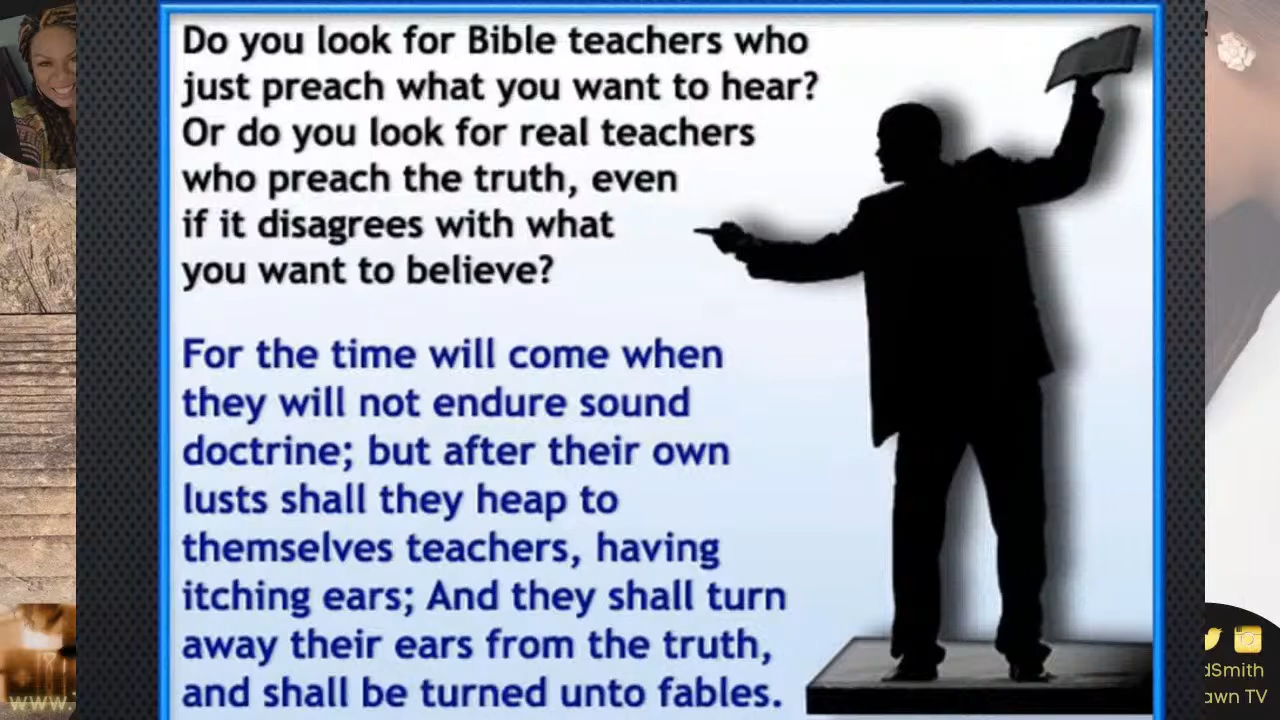 Do you look for Bible teachers who
just preach what you want to hear?
Or do you look for real teachers
who preach the truth, even
if it disagrees with what
you want to believe?
For the time will come when
they will not endure sound
doctrine; but after their own
lusts shall they heap to
themselves teachers, having
itching ears; And they shall turn
away their ears from the truth,
and shall be turned unto fables.
www.
dSmith
awn TV